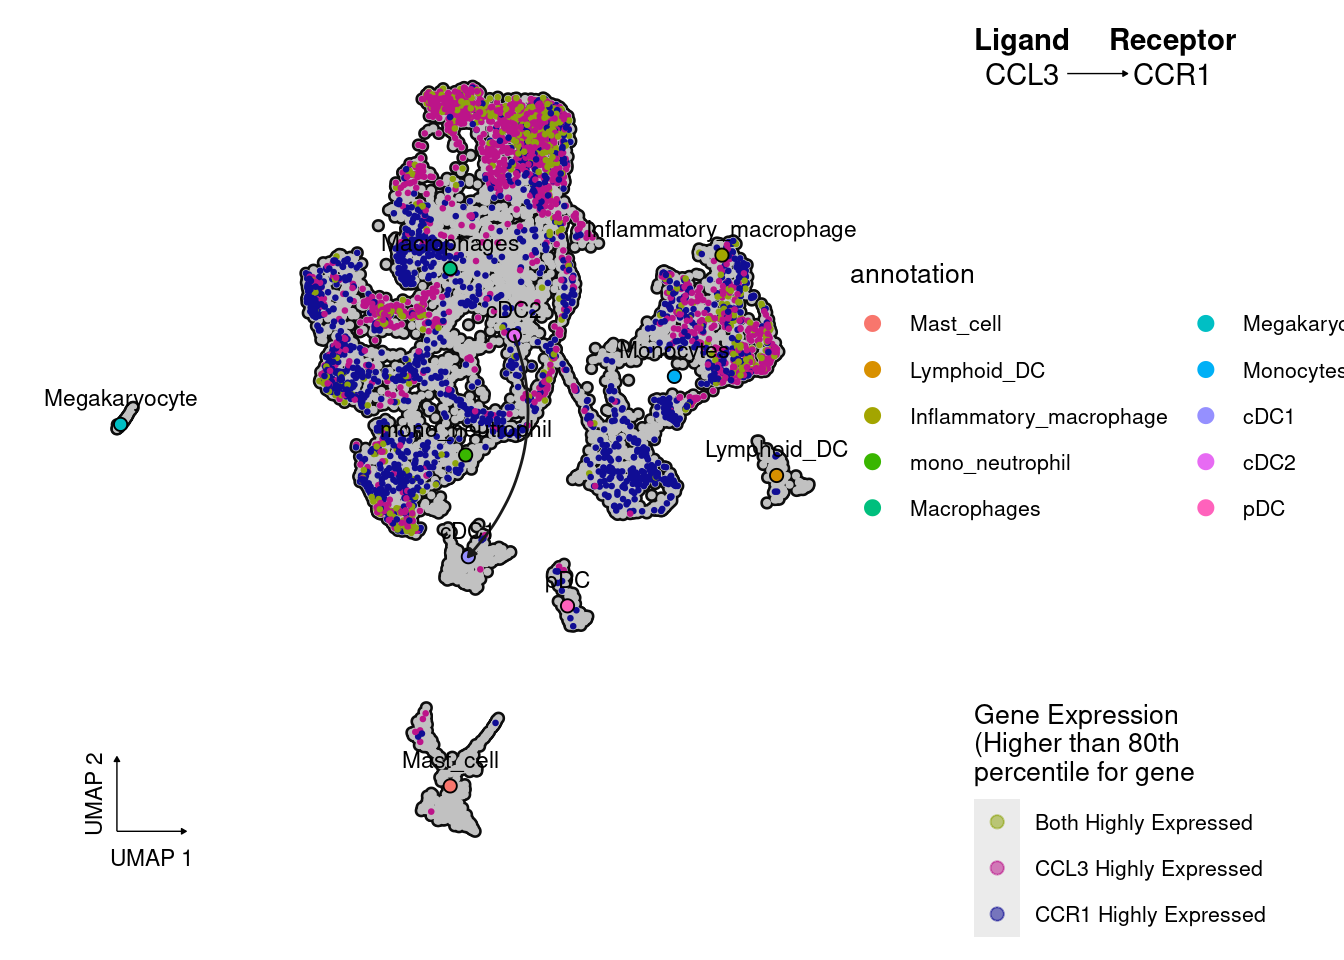 Ligand Receptor
CCL3 CCR1
Inflammatory_macrophage
Macrophages
cDC2
Monocytes
Megakaryocyte
mono_neutrophil
Lymphoid_DC
cDC1
pDC
Mast_cell
UMAP 2
UMAP 1
annotation
Mast_cell
Lymphoid_DC
Inflammatory_macrophage
mono_neutrophil
Macrophages
Megakaryo
Monocytes
cDC1
cDC2
pDC
Gene Expression
(Higher than 80th
percentile for gene
Both Highly Expressed
CCL3 Highly Expressed
CCR1 Highly Expressed